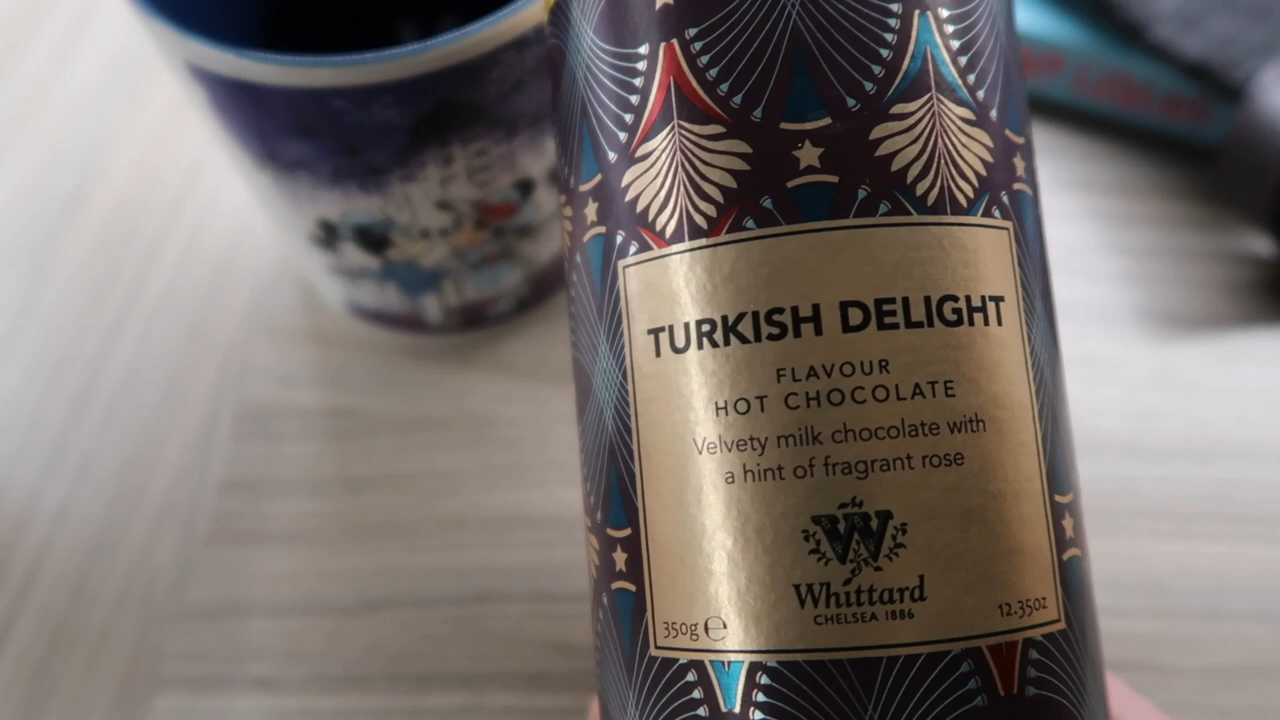 TURKISH DELIGHT
FLAVOUR
HOT CHOCOLATE
Velvety milk chocolate with
a hint of fragrant rose
W
Whittard
CHELSEA 1886
350g ℮
12.35oz